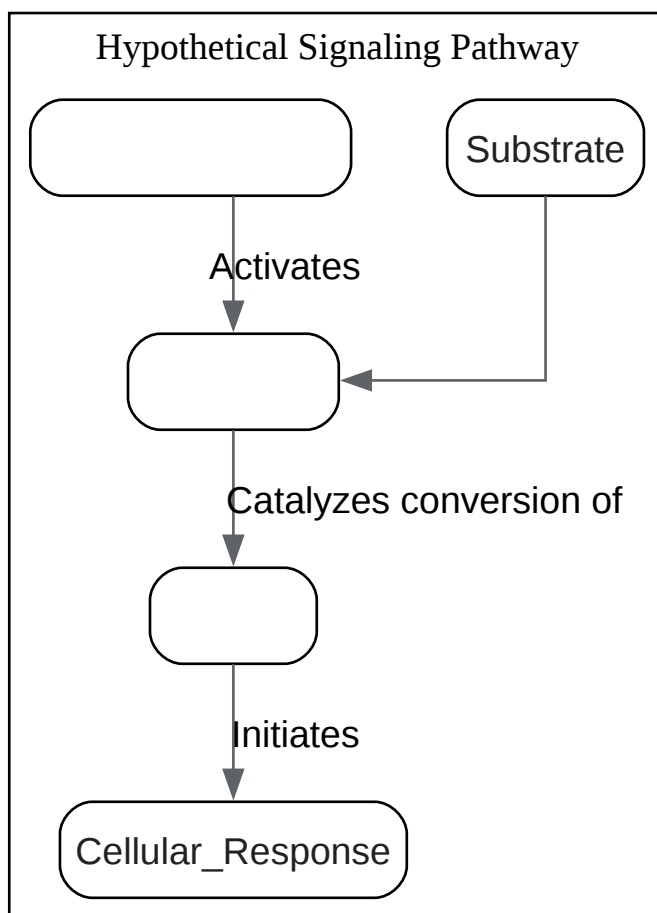 Hypothetical Signaling Pathway
Substrate
Activates
Catalyzes conversion of
Initiates
Cellular_Response